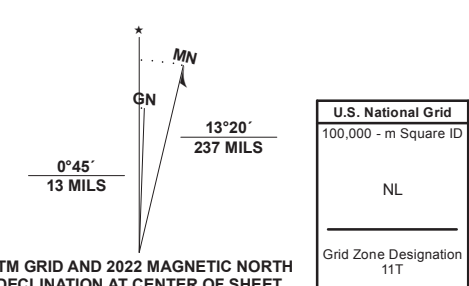 ★
MN
GN
13°20´
237 MILS
0°45´
13 MILS
TM GRID AND 2022 MAGNETIC NORTH
DECLINATION AT CENTER OF SHEET
U.S. National Grid
100,000 - m Square ID
NL
Grid Zone Designation
11T